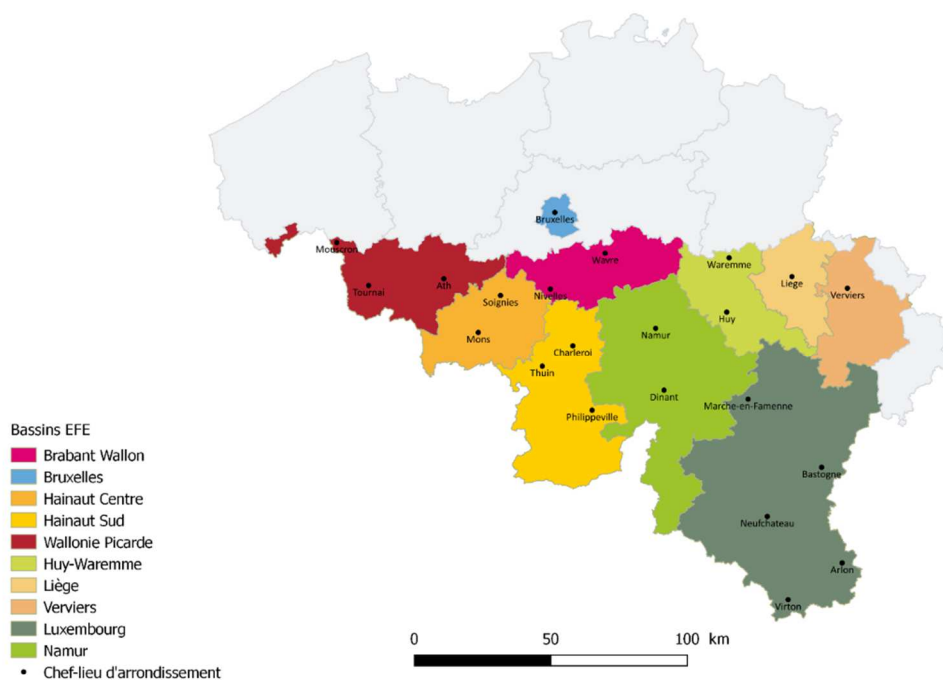 Bruxelles
Mouscron
Wavre
Waremme
Tournai
Ath
Soignies
Nivelles
Liège
Verviers
Huy
Mons
Namur
Charleroi
Thuin
Dinant
Marche-en-Famenne
Philippeville
Bastogne
Neufchateau
Arlon
Virton
Bassins EFE
Brabant Wallon
Bruxelles
Hainaut Centre
Hainaut Sud
Wallonie Picarde
Huy-Waremme
Liège
Verviers
Luxembourg
Namur
Chef-lieu d'arrondissement
0 50 100 km